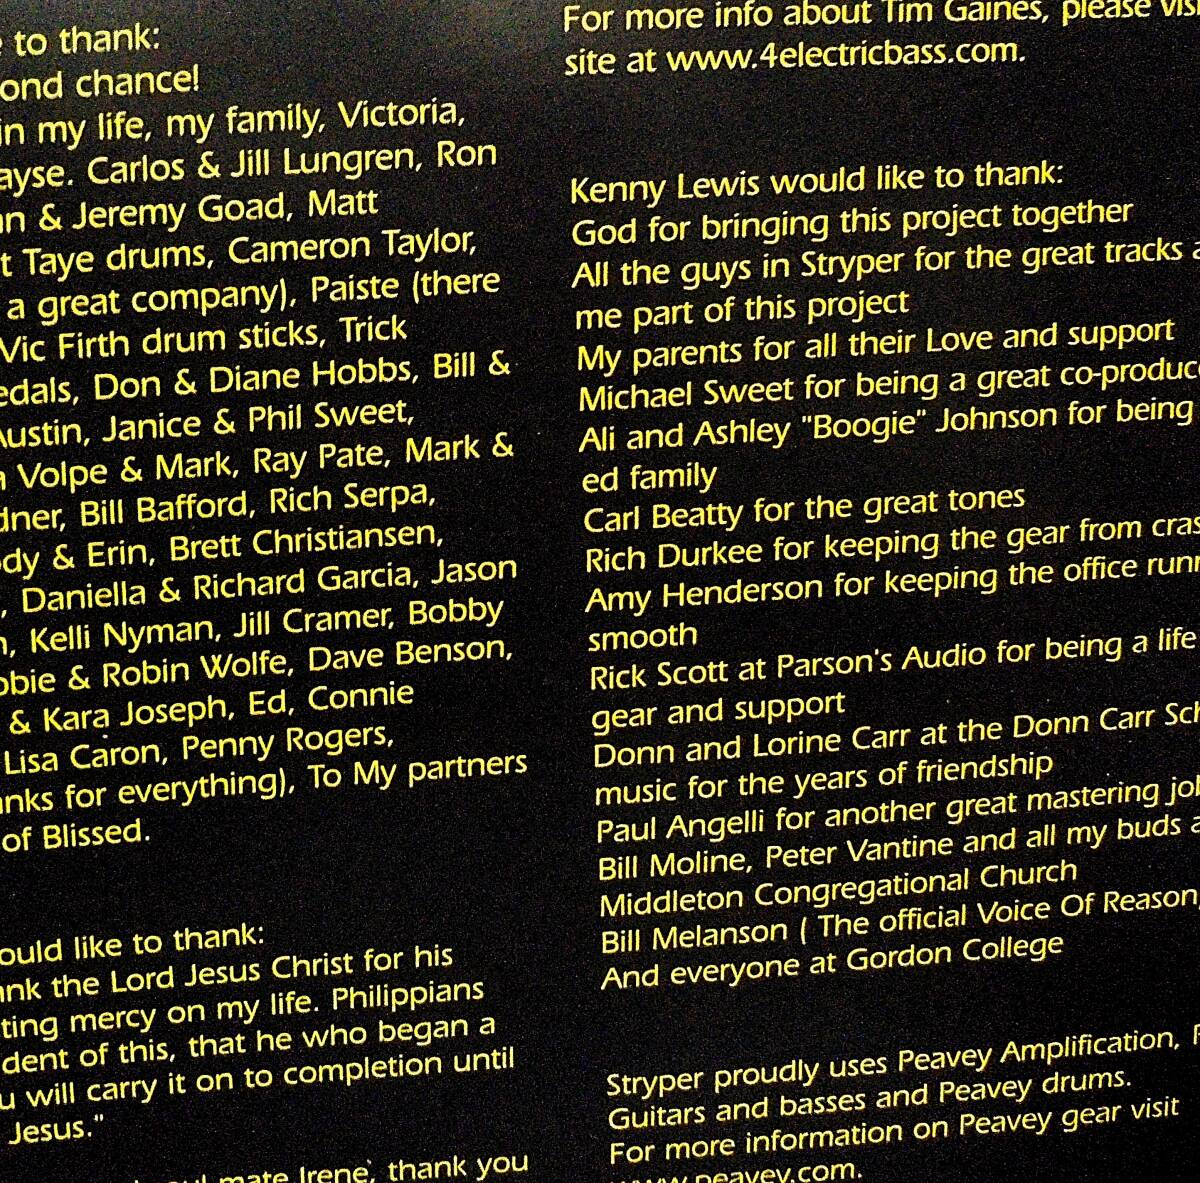 to thank:
ond chance!
in my life, my family, Victoria,
ayse. Carlos & Jill Lungren, Ron
n & Jeremy Goad, Matt
t Taye drums, Cameron Taylor,
a great company), Paiste (there
Vic Firth drum sticks, Trick
edals, Don & Diane Hobbs, Bill &
Austin, Janice & Phil Sweet,
Volpe & Mark, Ray Pate, Mark &
dner, Bill Bafford, Rich Serpa,
dy & Erin, Brett Christiansen,
, Daniella & Richard Garcia, Jason
n, Kelli Nyman, Jill Cramer, Bobby
bbie & Robin Wolfe, Dave Benson,
& Kara Joseph, Ed, Connie
Lisa Caron, Penny Rogers,
nks for everything), To My partners
of Blissed.
ould like to thank:
nk the Lord Jesus Christ for his
ting mercy on my life. Philippians
dent of this, that he who began a
u will carry it on to completion until
Jesus."
mate Irene, thank you
For more info about Tim Gaines, please vis
site at www.4electricbass.com.
Kenny Lewis would like to thank:
God for bringing this project together
All the guys in Stryper for the great tracks a
me part of this project
My parents for all their Love and support
Michael Sweet for being a great co-produc
Ali and Ashley "Boogie" Johnson for being
ed family
Carl Beatty for the great tones
Rich Durkee for keeping the gear from cras
Amy Henderson for keeping the office runn
smooth
Rick Scott at Parson's Audio for being a life
gear and support
Donn and Lorine Carr at the Donn Carr Sch
music for the years of friendship
Paul Angelli for another great mastering job
Bill Moline, Peter Vantine and all my buds a
Middleton Congregational Church
Bill Melanson ( The official Voice Of Reason)
And everyone at Gordon College
Stryper proudly uses Peavey Amplification, P
Guitars and basses and Peavey drums.
For more information on Peavey gear visit
www.peavey.com.